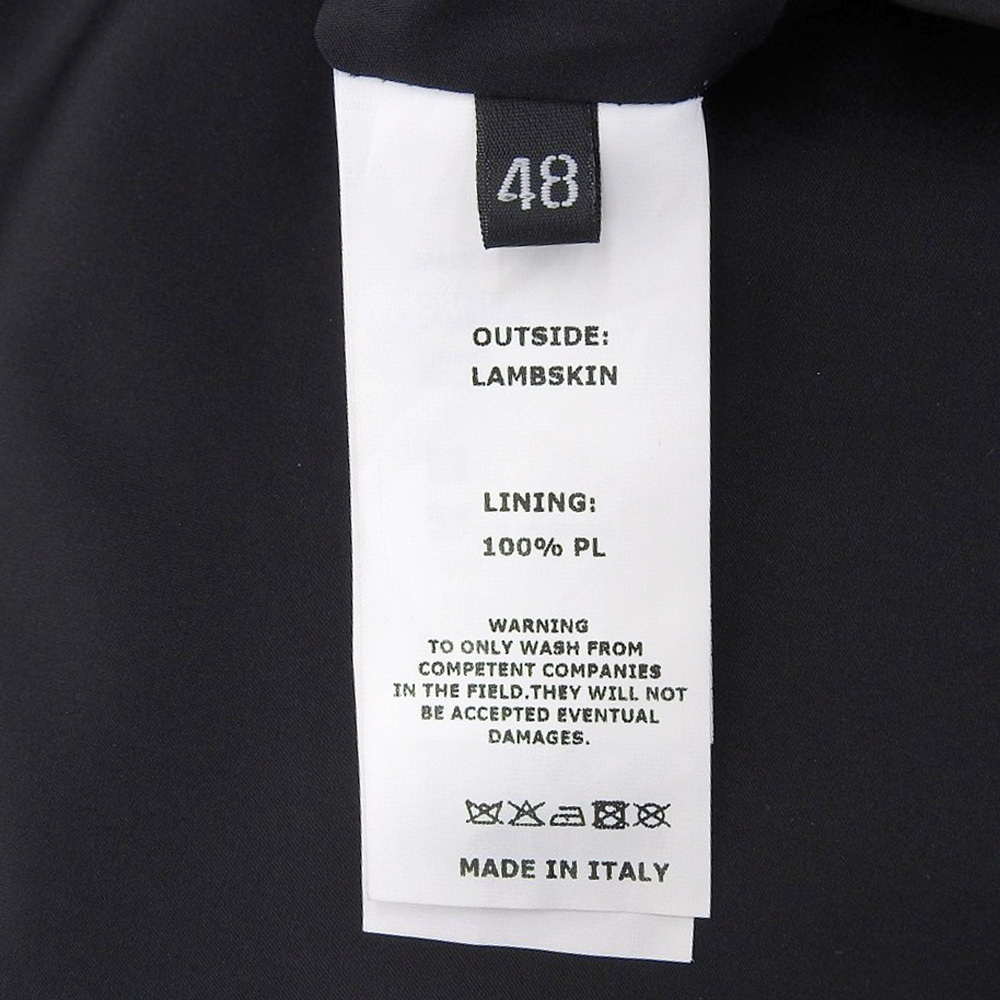 48
OUTSIDE:
LAMBSKIN
LINING:
100% PL
WARNING
TO ONLY WASH FROM
COMPETENT COMPANIES
IN THE FIELD.THEY WILL NOT
BE ACCEPTED EVENTUAL
DAMAGES.
MADE IN ITALY